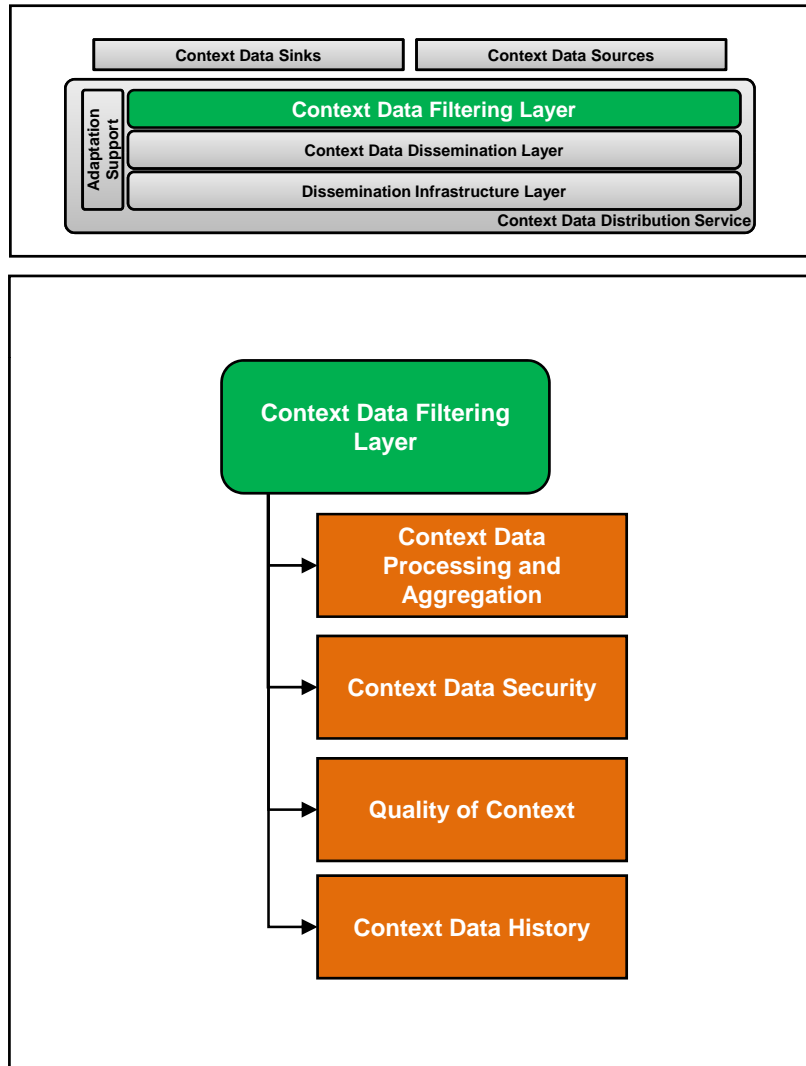 Context Data Sinks
Context Data Sources
Adaptation
Support
Context Data Filtering Layer
Context Data Dissemination Layer
Dissemination Infrastructure Layer
Context Data Distribution Service
Context Data Filtering
Layer
Context Data
Processing and
Aggregation
Context Data Security
Quality of Context
Context Data History